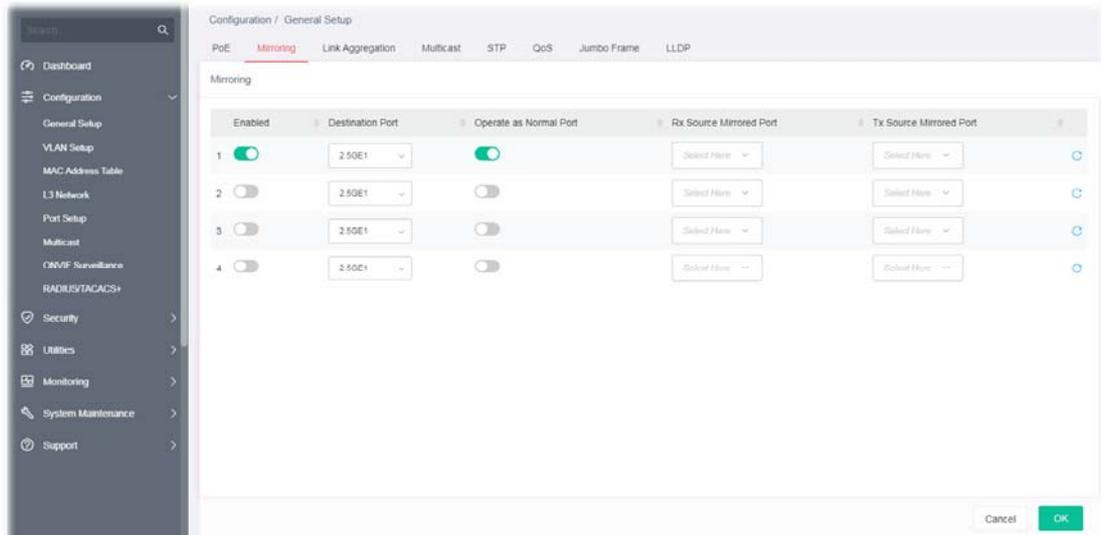 Search
Configuration / General Setup
PoE Mirroring Link Aggregation Multicast STP QoS Jumbo Frame LLDP
Mirroring
Dashboard
Configuration
General Setup
VLAN Setup
MAC Address Table
L3 Network
Port Setup
Multicast
ONVIF Surveillance
RADIUS/TACACS+
Security
Utilities
Monitoring
System Maintenance
Support
Enabled Destination Port Operate as Normal Port Rx Source Mirrored Port Tx Source Mirrored Port
1 2.5GE1 Select Here Select Here
2 2.5GE1 Select Here Select Here
3 2.5GE1 Select Here Select Here
4 2.5GE1 Select Here Select Here
Cancel OK